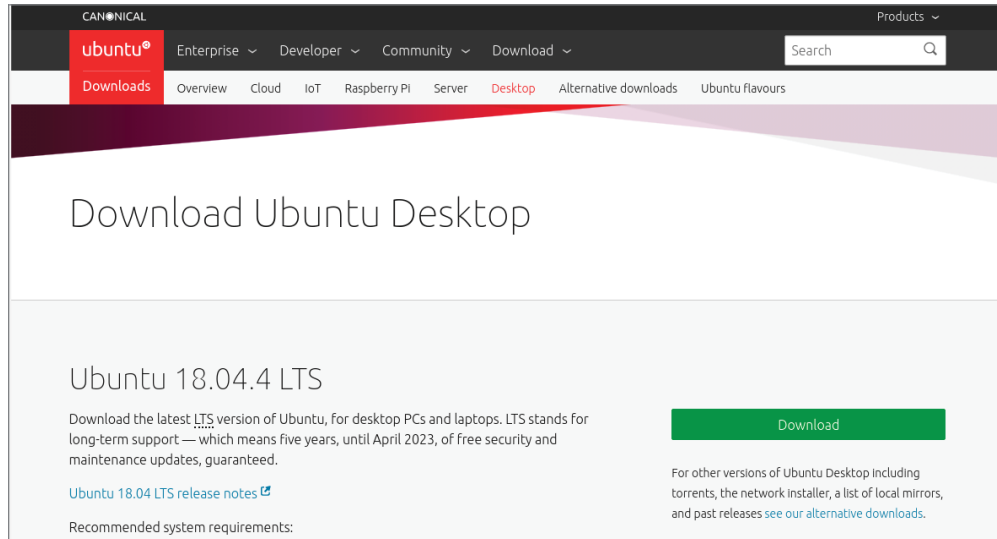 CANONICAL Products
ubuntu Enterprise Developer Community Download Search
Downloads Overview Cloud IoT Raspberry Pi Server Desktop Alternative downloads Ubuntu flavours
Download Ubuntu Desktop
Ubuntu 18.04.4 LTS
Download the latest LTS version of Ubuntu, for desktop PCs and laptops. LTS stands for
long-term support — which means five years, until April 2023, of free security and
maintenance updates, guaranteed.
Ubuntu 18.04 LTS release notes
Recommended system requirements:
Download
For other versions of Ubuntu Desktop including
torrents, the network installer, a list of local mirrors,
and past releases see our alternative downloads.